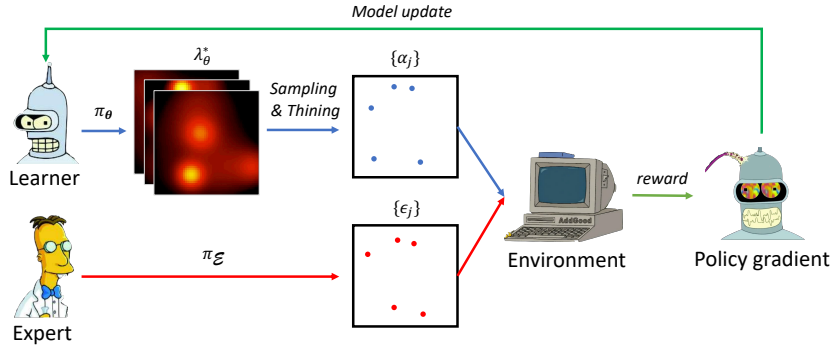 Model update
λ*θ
{αj}
Sampling
& Thining
πθ
Learner
{ϵj}
AddGood
reward
πℰ
Environment
Policy gradient
Expert